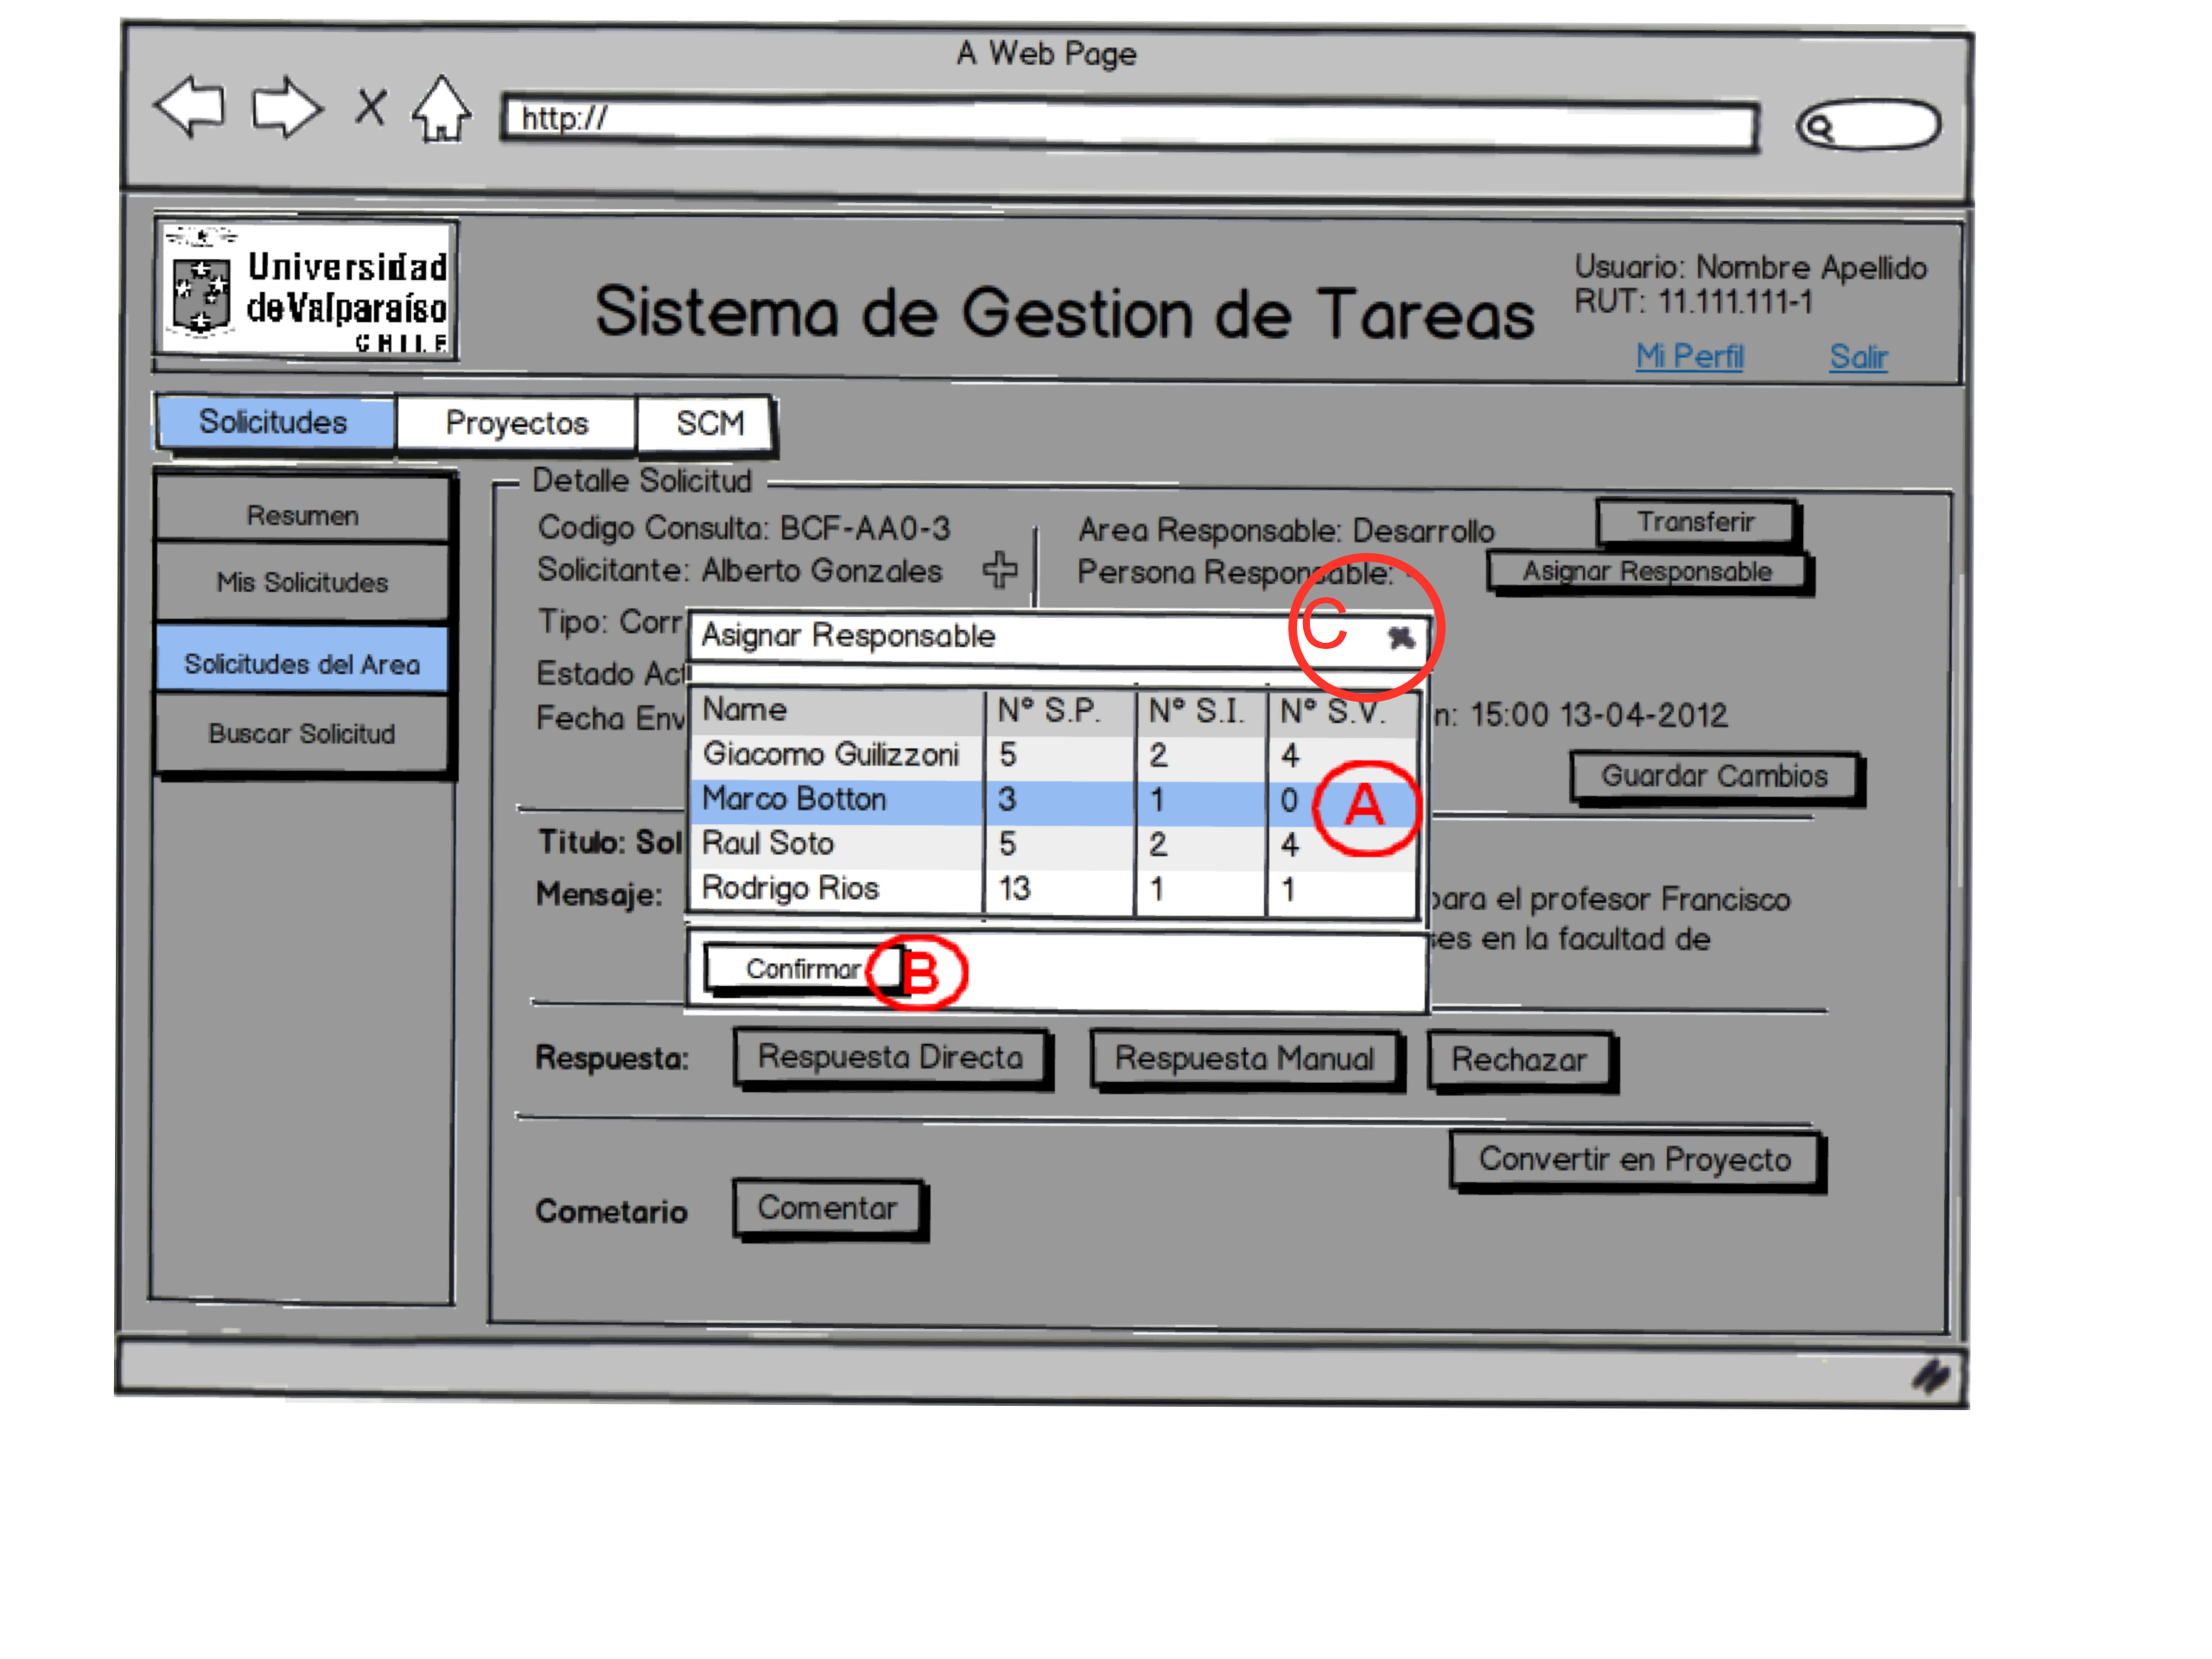 A Web Page
http://
Universidad
de Valparaíso
CHILE
Sistema de Gestion de Tareas
Usuario: Nombre Apellido
RUT: 11.111.111-1
Mi Perfil Salir
Solicitudes Proyectos SCM
Resumen
Mis Solicitudes
Solicitudes del Area
Buscar Solicitud
Detalle Solicitud
Codigo Consulta: BCF-AA0-3
Solicitante: Alberto Gonzales
Area Responsable: Desarrollo
Transferir
Persona Responsable: -
Asignar Responsable
Tipo: Corr
Estado Act
Fecha Env
n: 15:00 13-04-2012
Guardar Cambios
Asignar Responsable
C
Name N° S.P. N° S.I. N° S.V.
Giacomo Guilizzoni 5 2 4
Marco Botton 3 1 0
A
Raul Soto 5 2 4
Rodrigo Rios 13 1 1
Confirmar
B
Titulo: Sol
Mensaje:
para el profesor Francisco
ses en la facultad de
Respuesta: Respuesta Directa Respuesta Manual Rechazar
Convertir en Proyecto
Cometario Comentar